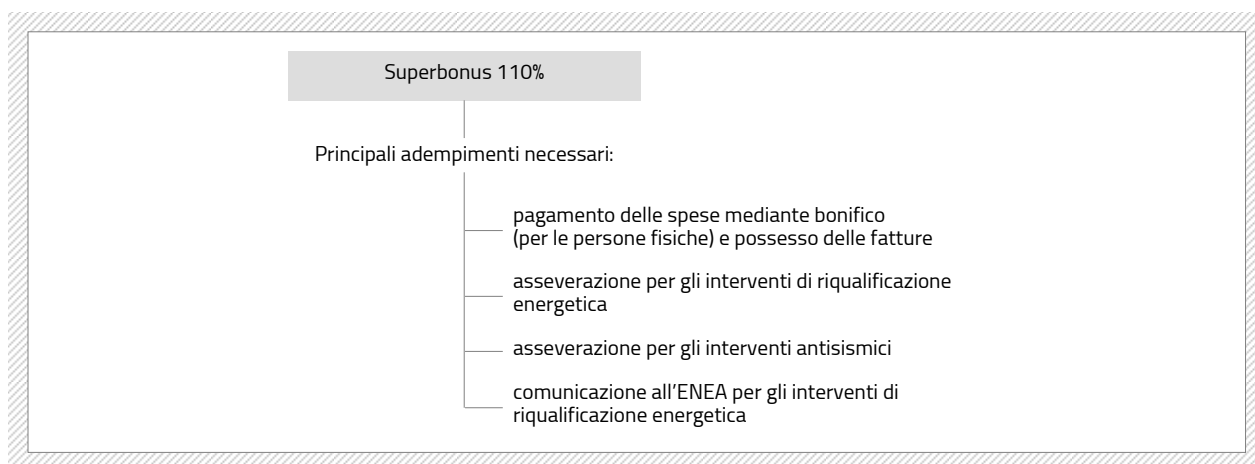 Superbonus 110%
Principali adempimenti necessari:
pagamento delle spese mediante bonifico
(per le persone fisiche) e possesso delle fatture
asseverazione per gli interventi di riqualificazione
energetica
asseverazione per gli interventi antisismici
comunicazione all’ENEA per gli interventi di
riqualificazione energetica